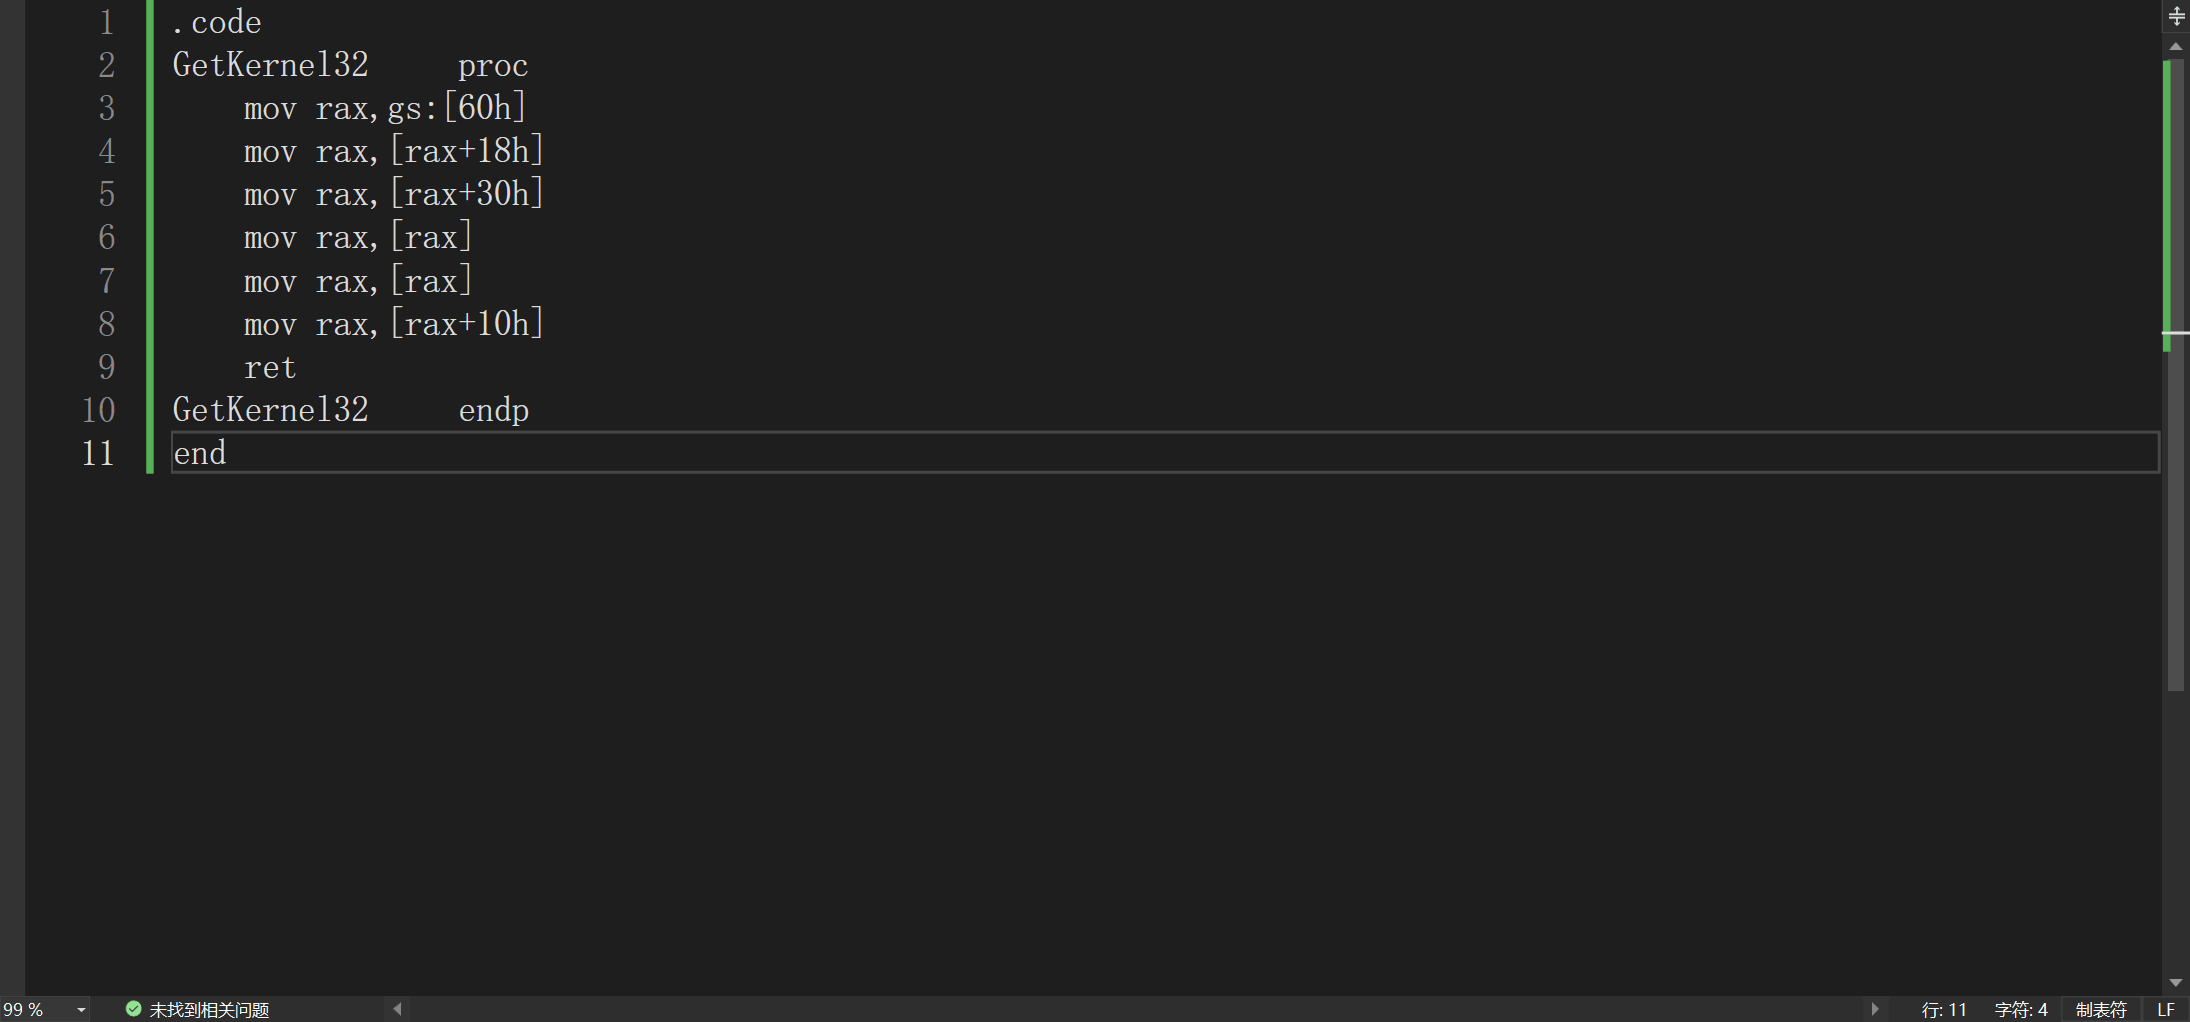 1 .code
2 GetKernel32     proc
3     mov rax,gs:[60h]
4     mov rax,[rax+18h]
5     mov rax,[rax+30h]
6     mov rax,[rax]
7     mov rax,[rax]
8     mov rax,[rax+10h]
9     ret
10 GetKernel32     endp
11 end
99 % 未找到相关问题 行: 11 字符: 4 制表符 LF